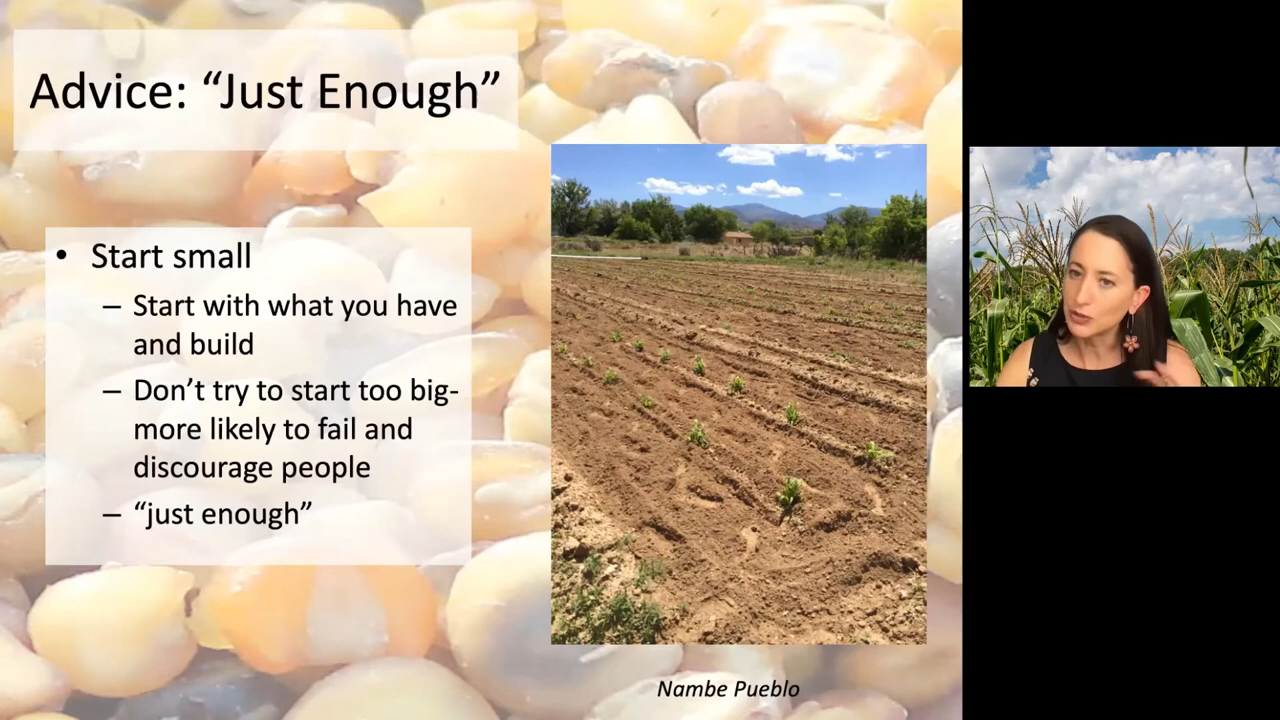 Advice: “Just Enough”
• Start small
– Start with what you have
and build
– Don’t try to start too big-
more likely to fail and
discourage people
– “just enough”
Nambe Pueblo